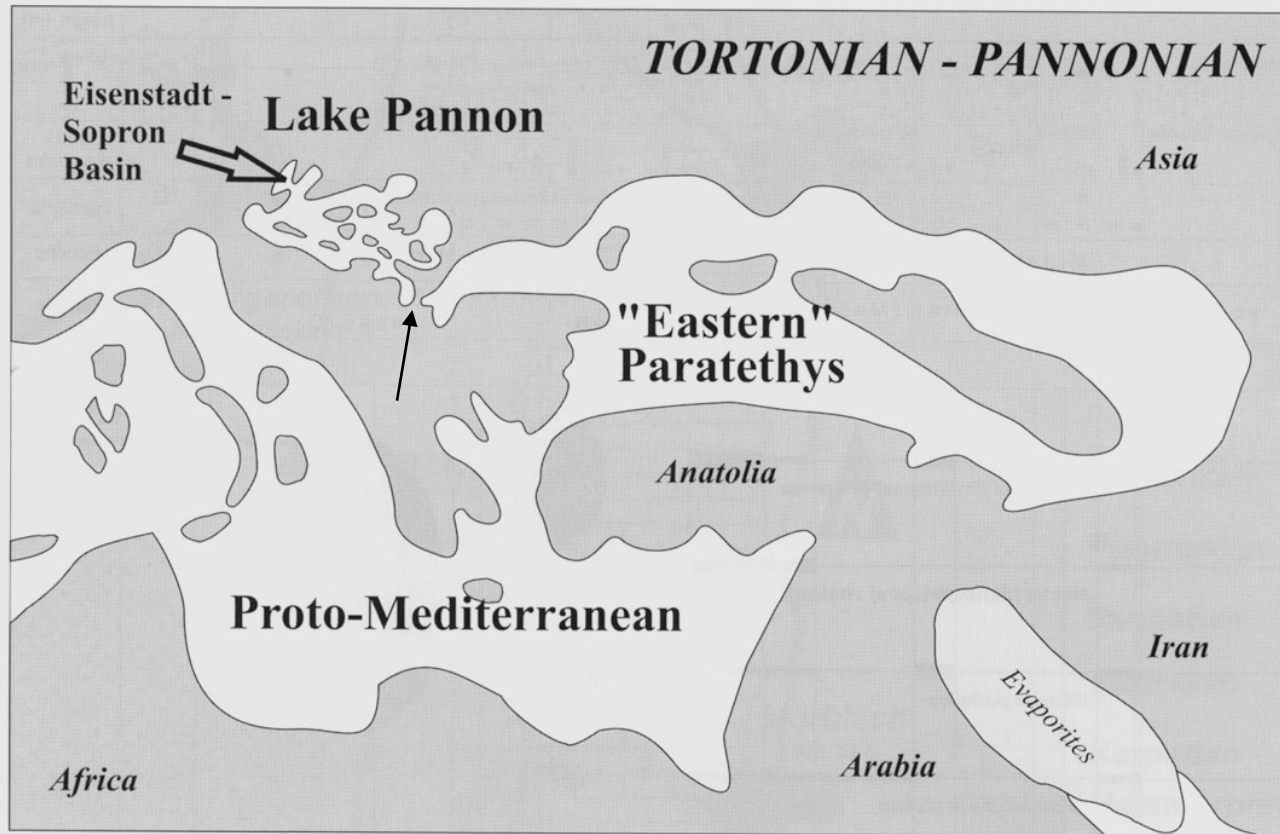 TORTONIAN - PANNONIAN
Eisenstadt -
Sopron
Basin
Lake Pannon
Asia
"Eastern"
Paratethys
Anatolia
Proto-Mediterranean
Iran
Evaporites
Arabia
Africa